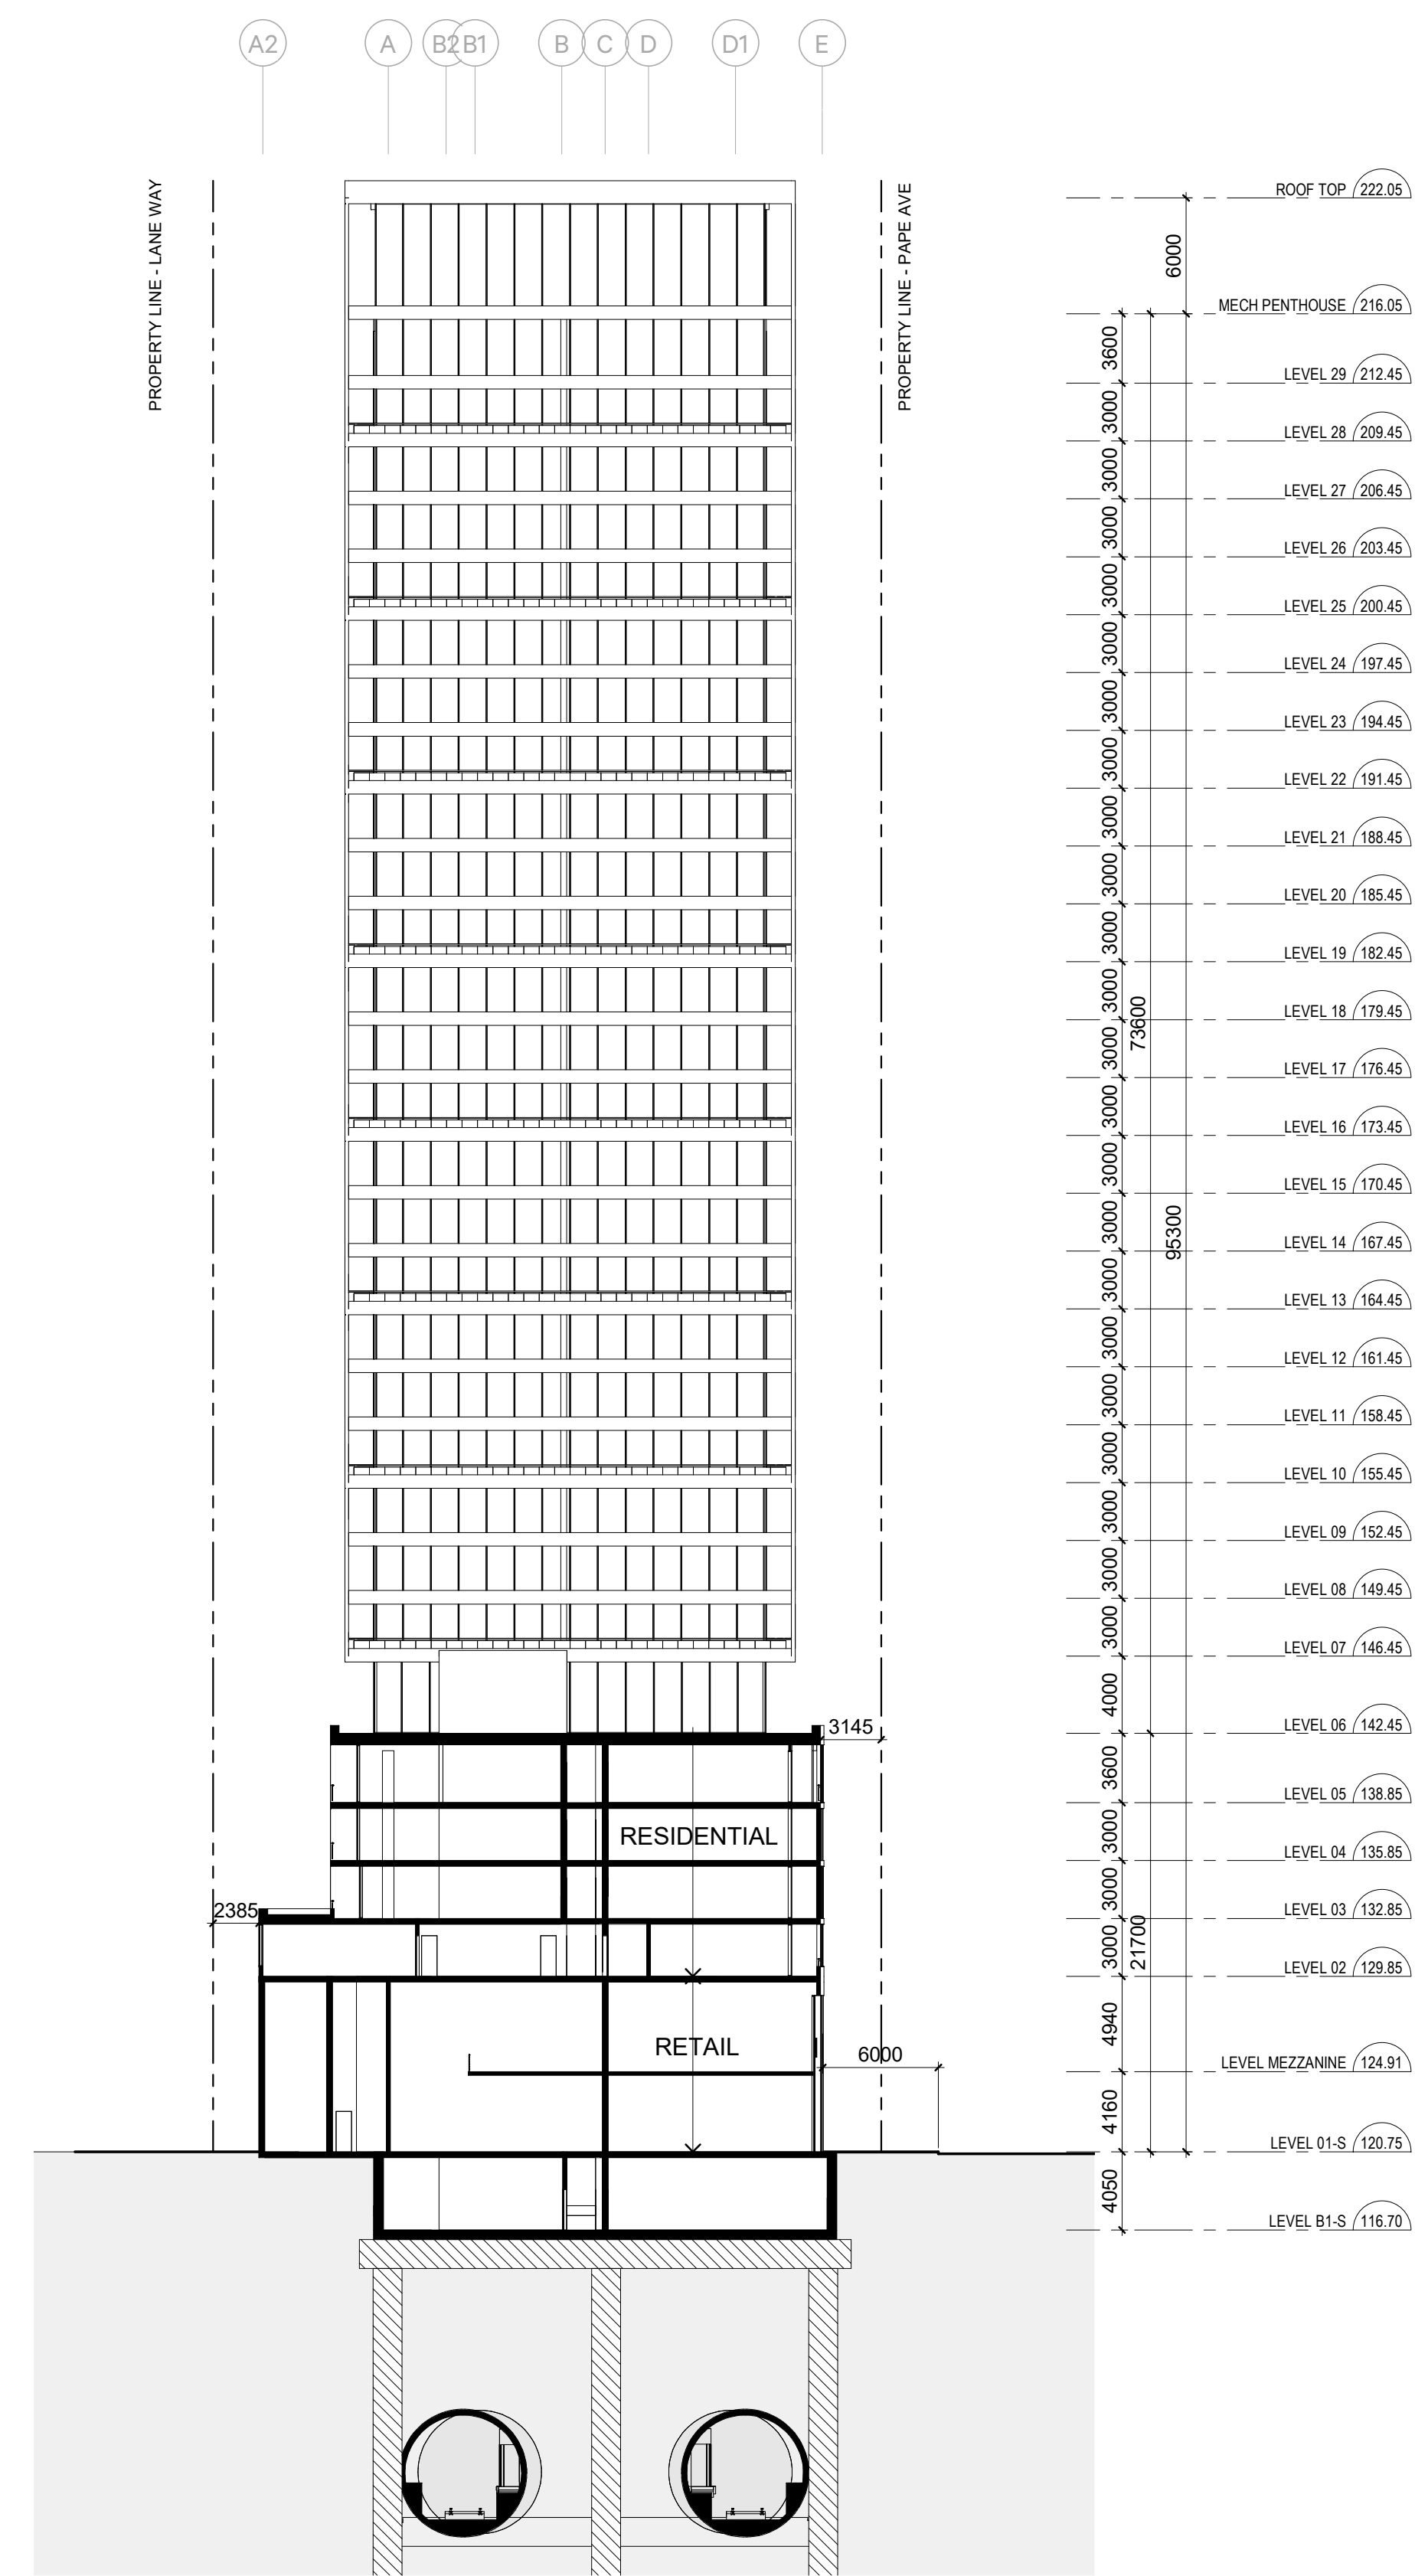 A2 A B2 B1 B C D D1 E
PROPERTY LINE - LANE WAY
PROPERTY LINE - PAPE AVE
ROOF TOP 222.05
6000
MECH PENTHOUSE 216.05
3600
LEVEL 29 212.45
3000
LEVEL 28 209.45
3000
LEVEL 27 206.45
3000
LEVEL 26 203.45
3000
LEVEL 25 200.45
3000
LEVEL 24 197.45
3000
LEVEL 23 194.45
3000
LEVEL 22 191.45
3000
LEVEL 21 188.45
3000
LEVEL 20 185.45
3000
LEVEL 19 182.45
3000
73600
LEVEL 18 179.45
3000
LEVEL 17 176.45
3000
LEVEL 16 173.45
3000
LEVEL 15 170.45
3000
95300
LEVEL 14 167.45
3000
LEVEL 13 164.45
3000
LEVEL 12 161.45
3000
LEVEL 11 158.45
3000
LEVEL 10 155.45
3000
LEVEL 09 152.45
3000
LEVEL 08 149.45
3000
LEVEL 07 146.45
4000
3145
LEVEL 06 142.45
3600
LEVEL 05 138.85
RESIDENTIAL
3000
LEVEL 04 135.85
3000
2385
LEVEL 03 132.85
3000
21700
LEVEL 02 129.85
4940
RETAIL
6000
LEVEL MEZZANINE 124.91
4160
LEVEL 01-S 120.75
4050
LEVEL B1-S 116.70